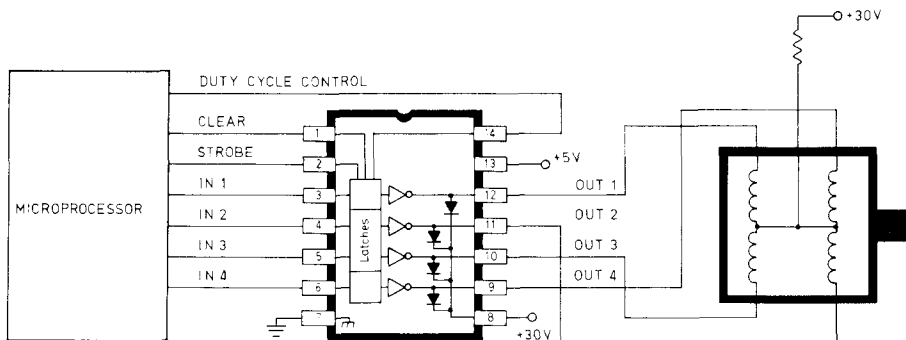 +30V
DUTY CYCLE CONTROL
CLEAR
1
14
STROBE
2
13
+5V
IN 1
3
12
OUT 1
MICROPROCESSOR
IN 2
4
Latches
11
OUT 2
IN 3
5
10
OUT 3
IN 4
6
9
OUT 4
7
8
+30V